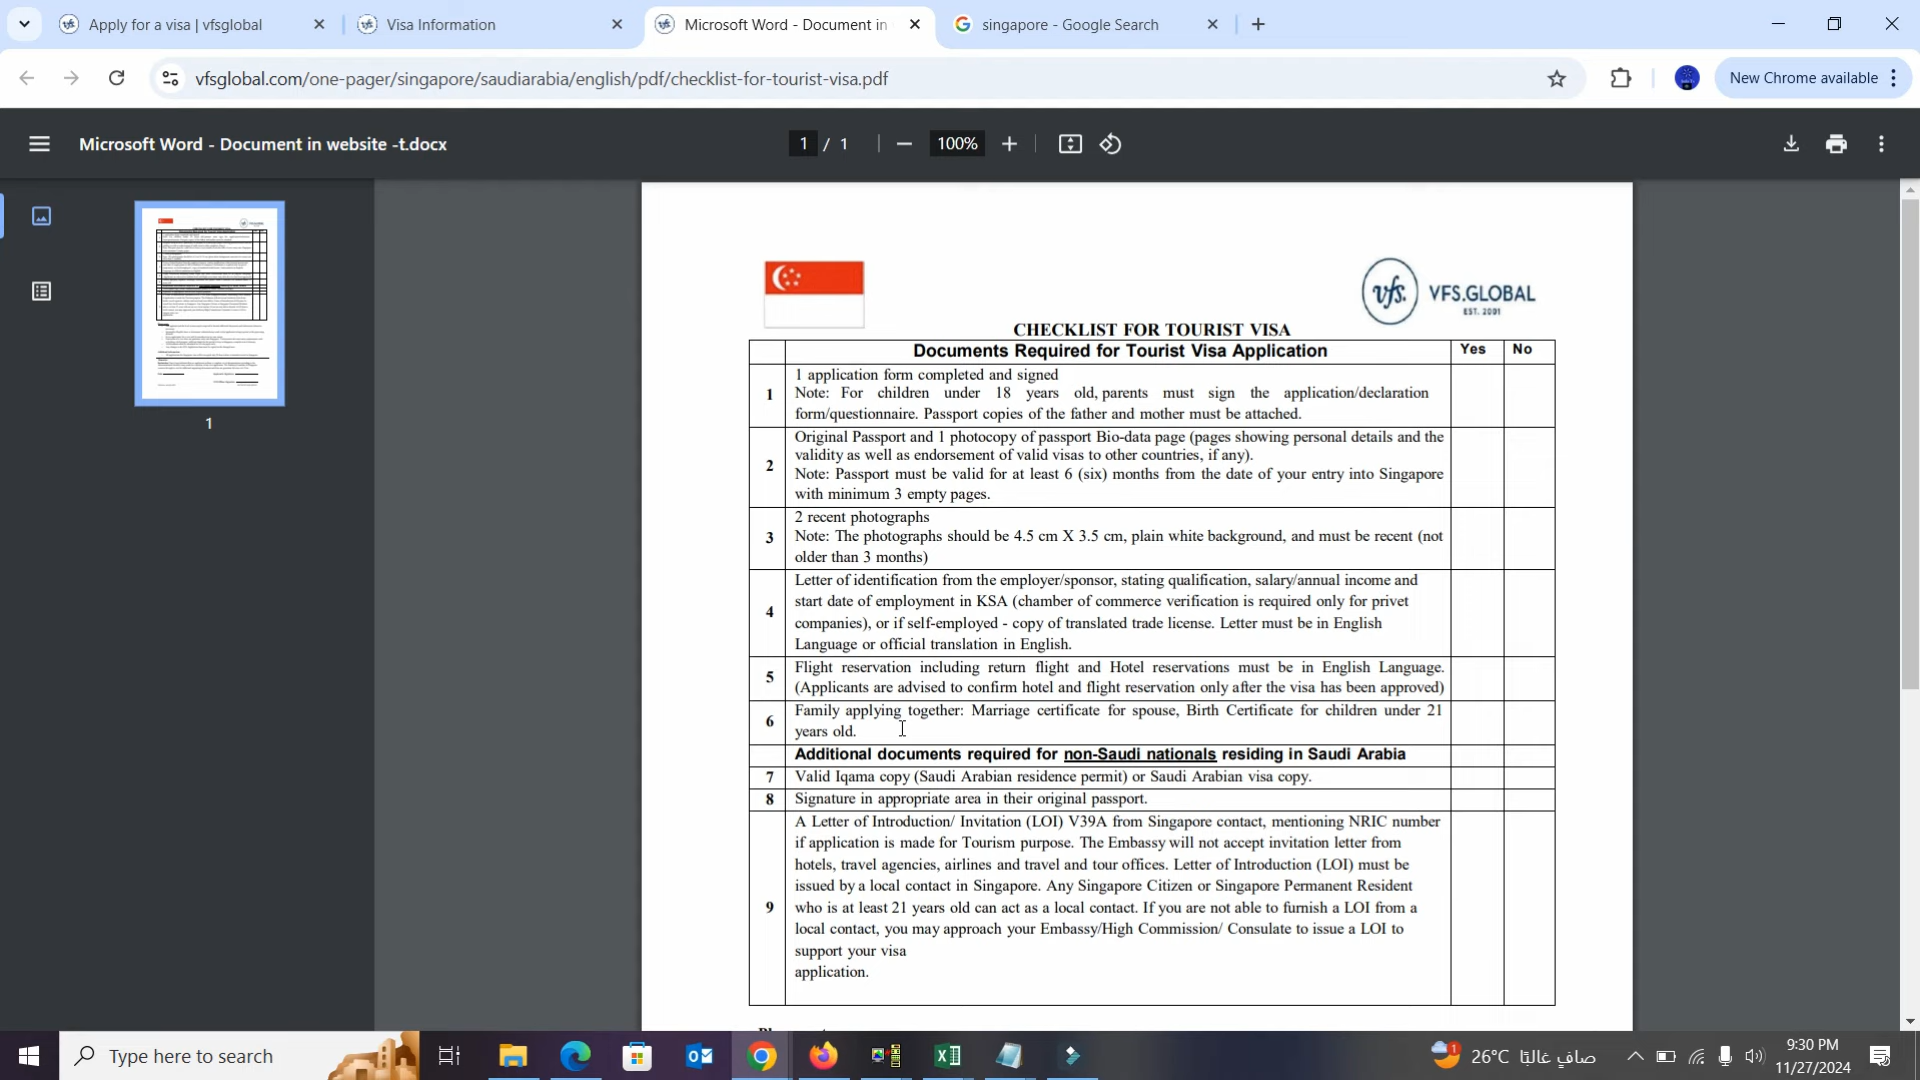 Apply for a visa | vfsglobal
Visa Information
Microsoft Word - Document in
singapore - Google Search
vfsglobal.com/one-pager/singapore/saudiarabia/english/pdf/checklist-for-tourist-visa.pdf
New Chrome available
Microsoft Word - Document in website -t.docx
1 / 1
100%
1
vfs.
VFS.GLOBAL
EST. 2001
CHECKLIST FOR TOURIST VISA
Documents Required for Tourist Visa Application Yes No
1 application form completed and signed
Note: For children under 18 years old, parents must sign the application/declaration
1
form/questionnaire. Passport copies of the father and mother must be attached.
Original Passport and 1 photocopy of passport Bio-data page (pages showing personal details and the
validity as well as endorsement of valid visas to other countries, if any).
2
Note: Passport must be valid for at least 6 (six) months from the date of your entry into Singapore
with minimum 3 empty pages.
2 recent photographs
3 Note: The photographs should be 4.5 cm X 3.5 cm, plain white background, and must be recent (not
older than 3 months)
Letter of identification from the employer/sponsor, stating qualification, salary/annual income and
start date of employment in KSA (chamber of commerce verification is required only for privet
4
companies), or if self-employed - copy of translated trade license. Letter must be in English
Language or official translation in English.
Flight reservation including return flight and Hotel reservations must be in English Language.
5
(Applicants are advised to confirm hotel and flight reservation only after the visa has been approved)
Family applying together: Marriage certificate for spouse, Birth Certificate for children under 21
6
years old.
Additional documents required for non-Saudi nationals residing in Saudi Arabia
7 Valid Iqama copy (Saudi Arabian residence permit) or Saudi Arabian visa copy.
8 Signature in appropriate area in their original passport.
A Letter of Introduction/ Invitation (LOI) V39A from Singapore contact, mentioning NRIC number
if application is made for Tourism purpose. The Embassy will not accept invitation letter from
hotels, travel agencies, airlines and travel and tour offices. Letter of Introduction (LOI) must be
issued by a local contact in Singapore. Any Singapore Citizen or Singapore Permanent Resident
9 who is at least 21 years old can act as a local contact. If you are not able to furnish a LOI from a
local contact, you may approach your Embassy/High Commission/ Consulate to issue a LOI to
support your visa
application.
Type here to search
1
26°C صافٍ غالبًا
9:30 PM
11/27/2024